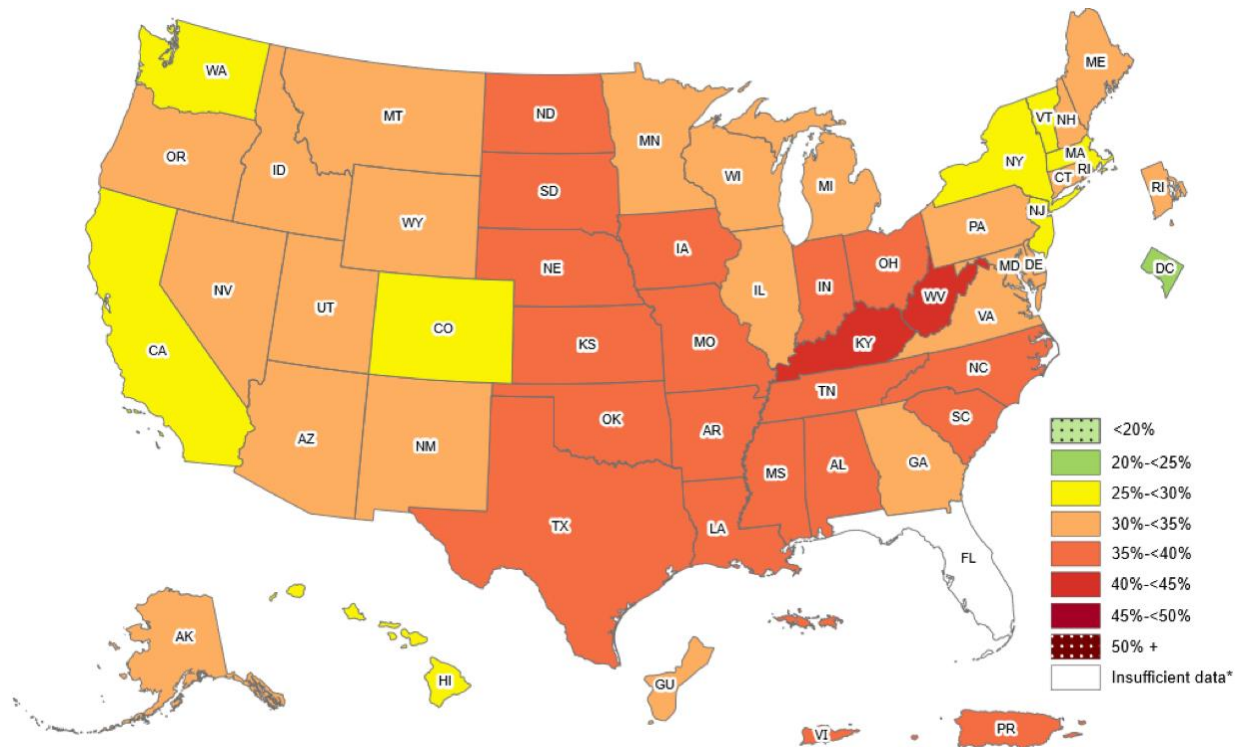 WA
MT
ND
MN
ME
VT
NH
OR
ID
SD
WI
MI
NY
MA
RI
CT
RI
WY
IA
PA
NJ
NE
NV
UT
CO
IL
IN
OH
MD
DE
DC
CA
KS
MO
WV
VA
KY
AZ
NM
OK
AR
TN
NC
SC
MS
AL
GA
TX
LA
FL
AK
HI
GU
VI
PR
<20%
20%-<25%
25%-<30%
30%-<35%
35%-<40%
40%-<45%
45%-<50%
50% +
Insufficient data*